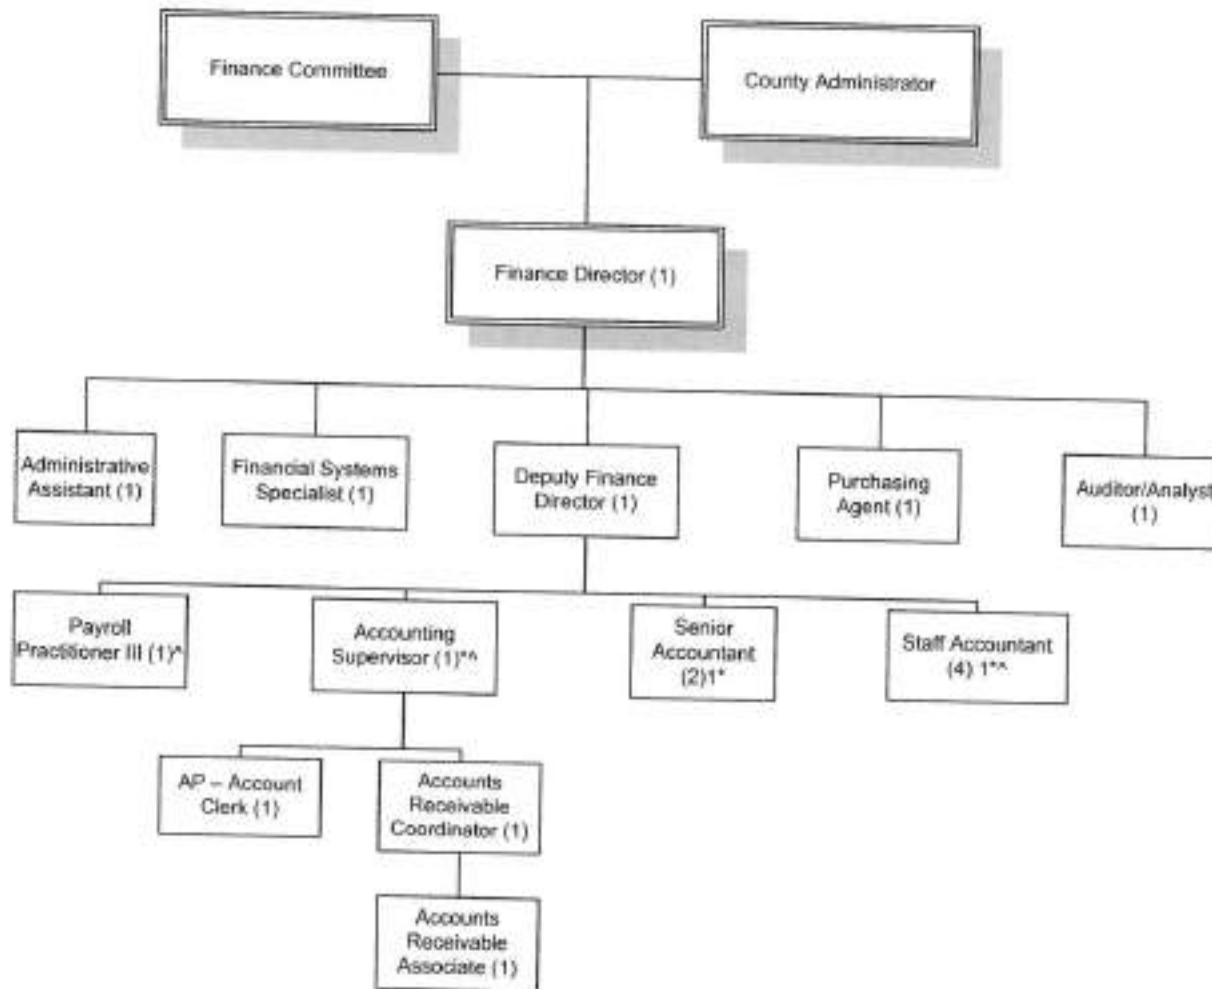 Finance Committee
County Administrator
Finance Director (1)
Administrative
Assistant (1)
Financial Systems
Specialist (1)
Deputy Finance
Director (1)
Purchasing
Agent (1)
Auditor/Analyst
(1)
Payroll
Practitioner III (1)^
Accounting
Supervisor (1)*^
Senior
Accountant
(2)1*
Staff Accountant
(4) 1*^
AP – Account
Clerk (1)
Accounts
Receivable
Coordinator (1)
Accounts
Receivable
Associate (1)